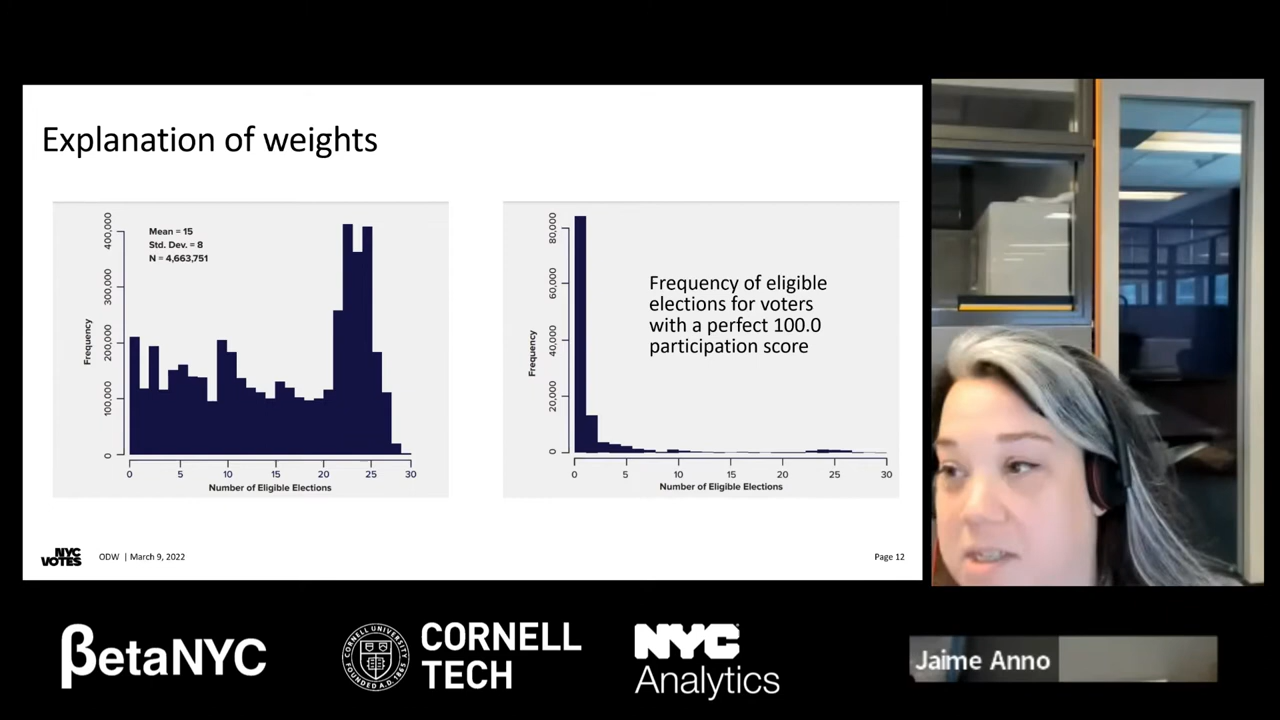 Explanation of weights
Mean = 15
Std. Dev. = 8
N = 4,663,751
Frequency
400,000
300,000
200,000
100,000
0
0
5
10
15
20
25
30
Number of Eligible Elections
Frequency of eligible
elections for voters
with a perfect 100.0
participation score
Frequency
80,000
60,000
40,000
20,000
0
0
5
10
15
20
25
30
Number of Eligible Elections
NYC
VOTES
ODW | March 9, 2022
Page 12
βetaNYC
CORNELL
TECH
NYC
Analytics
Jaime Anno